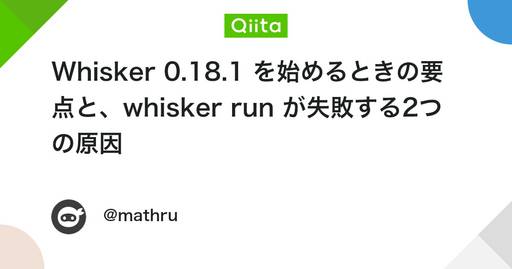 Qiita
Whisker 0.18.1 を始めるときの要
点と、whisker run が失敗する2つ
の原因
@mathru